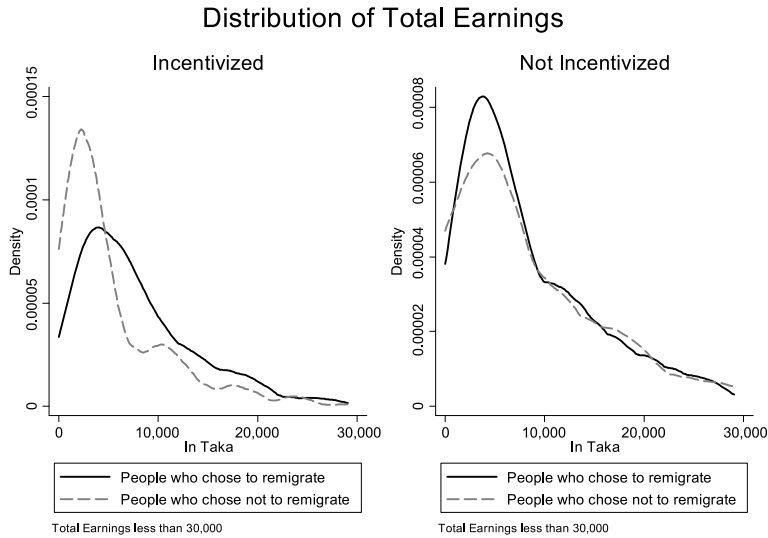 Distribution of Total Earnings
Incentivized
0.00015
0.0001
0.00005
0
Density
0 10,000 20,000 30,000
In Taka
People who chose to remigrate
People who chose not to remigrate
Total Earnings less than 30,000
Not Incentivized
0.00008
0.00006
0.00004
0.00002
0
Density
0 10,000 20,000 30,000
In Taka
People who chose to remigrate
People who chose not to remigrate
Total Earnings less than 30,000